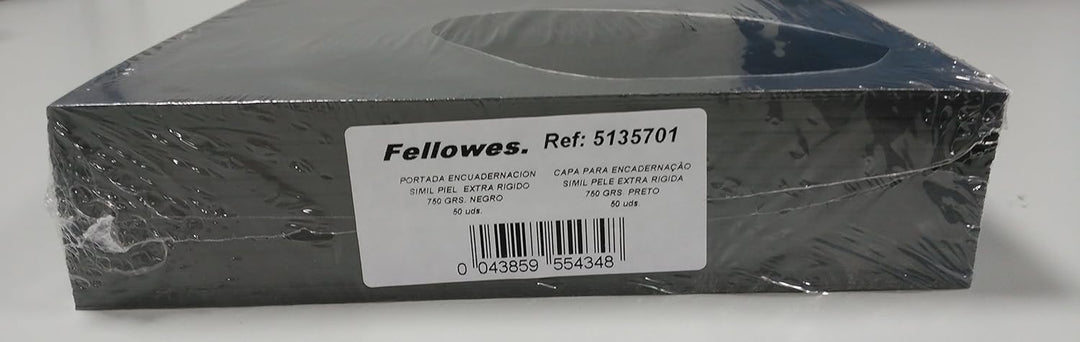 Fellowes. Ref: 5135701
PORTADA ENCUADERNACION
SIMIL PIEL EXTRA RIGIDO
750 GRS. NEGRO
50 uds.
CAPA PARA ENCADERNAÇÃO
SIMIL PELE EXTRA RIGIDA
750 GRS. PRETO
50 uds.
0 043859 554348